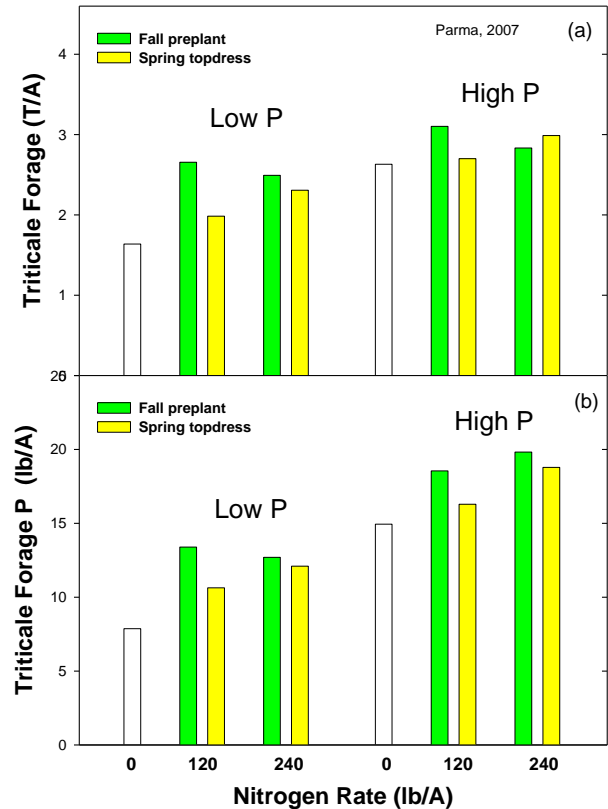 4
Parma, 2007
(a)
Fall preplant
Spring topdress
High P
Low P
3
2
1
Triticale Forage (T/A)
25
(b)
Fall preplant
Spring topdress
High P
20
Low P
15
10
5
0
Triticale Forage P (lb/A)
0 120 240 0 120 240
Nitrogen Rate (lb/A)